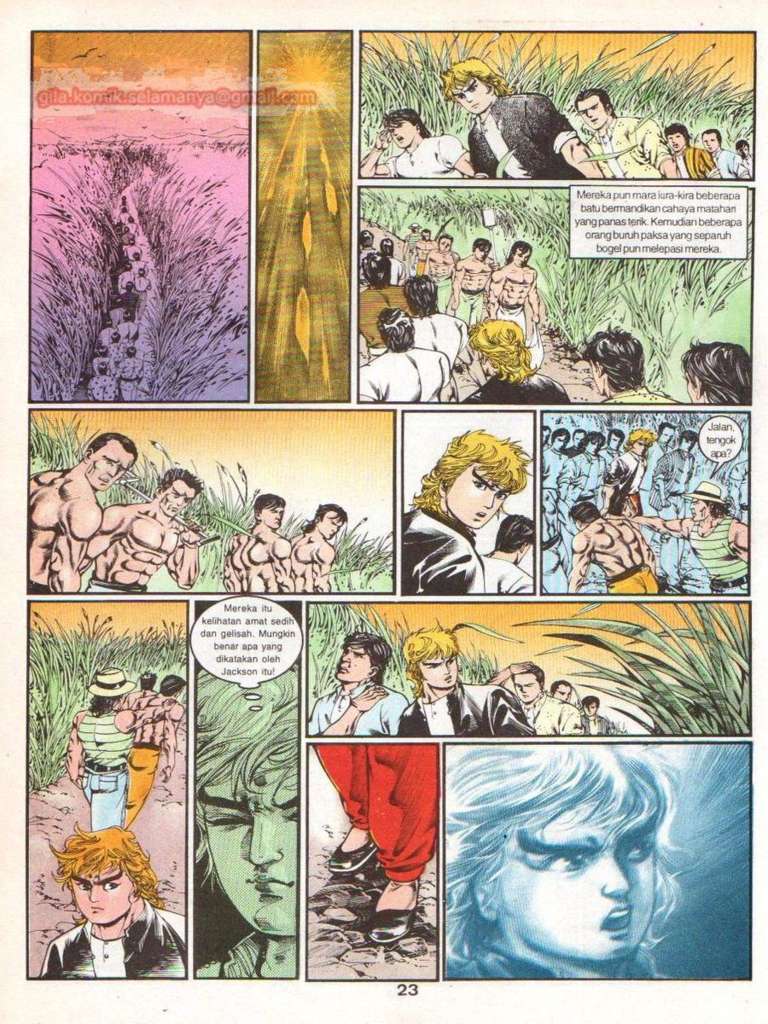 gila.komik.selamanya@gmail.com
Mereka pun mara kira-kira beberapa
batu bermandikan cahaya matahari
yang panas terik. Kemudian beberapa
orang buruh paksa yang separuh
bogel pun melepasi mereka.
Jalan,
tengok
apa?
Mereka itu
kelihatan amat sedih
dan gelisah. Mungkin
benar apa yang
dikatakan oleh
Jackson itu!
23